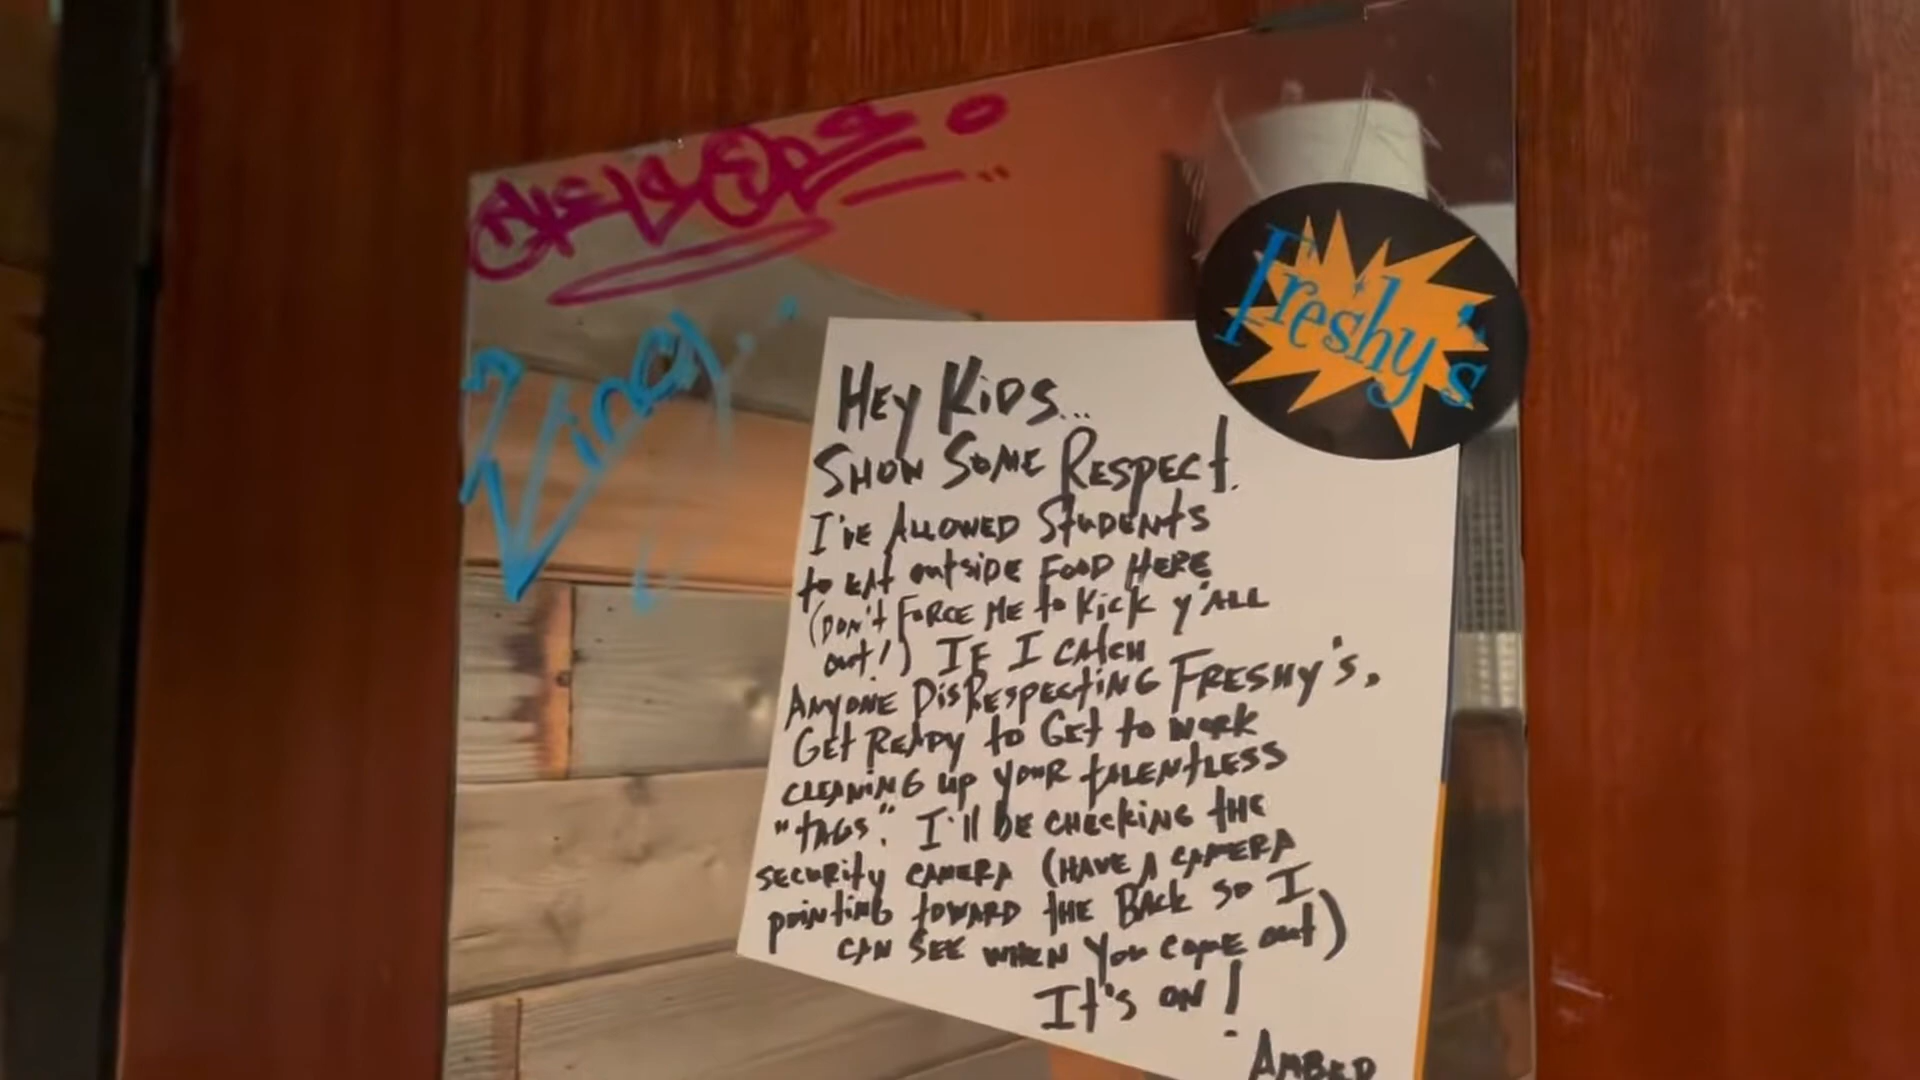 Freshy's
HEY KIDS...
SHOW SOME RESPECT.
I'VE ALLOWED STUDENTS
to EAt outSIDE FOOD HERE
(DON't FORCE ME to KicK y'ALL
out!) IF I CAtcH
ANYONE DisRESpEctiNG FRESHY's,
GEt READY to GEt to WORK
CLEANiNG up youR tALENtLESS
"tAGS". I'll BE cHEckiNG tHE
sEcuRity cAMERA (HAVE A cAMERA
pointiNG toWARD tHE BAck so I
cAN SEE WHEN you comE out)
It's oN!
AMBER